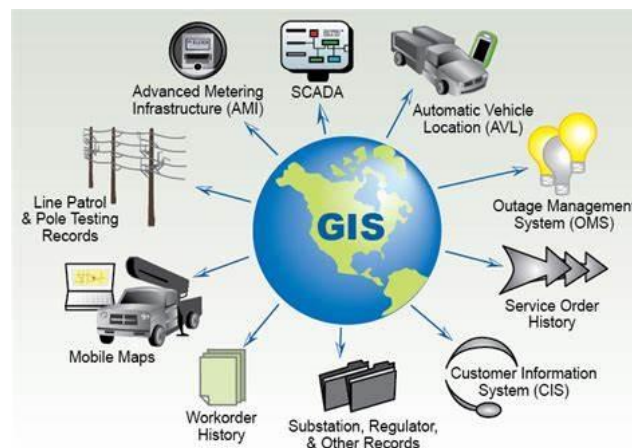 Advanced Metering
Infrastructure (AMI)
SCADA
Automatic Vehicle
Location (AVL)
Line Patrol
& Pole Testing
Records
GIS
Outage Management
System (OMS)
Service Order
History
Mobile Maps
Customer Information
System (CIS)
Workorder
History
Substation, Regulator,
& Other Records